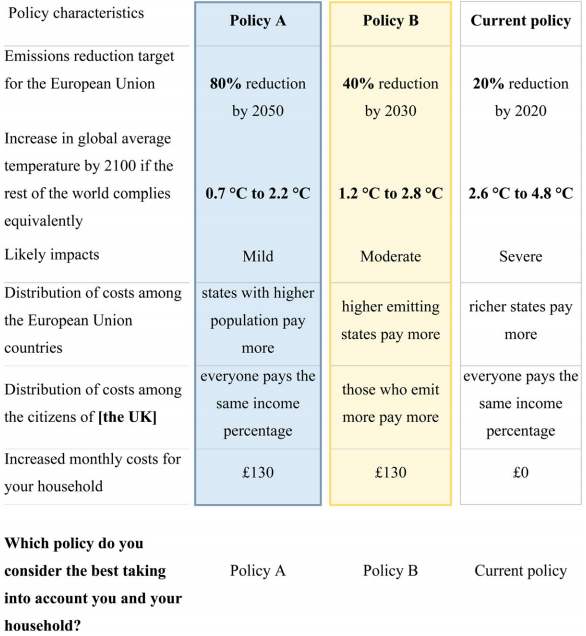 Policy characteristics
Policy A
Policy B
Current policy
Emissions reduction target
for the European Union
80% reduction
by 2050
40% reduction
by 2030
20% reduction
by 2020
Increase in global average
temperature by 2100 if the
rest of the world complies
equivalently
0.7 °C to 2.2 °C
1.2 °C to 2.8 °C
2.6 °C to 4.8 °C
Likely impacts
Mild
Moderate
Severe
Distribution of costs among
the European Union
countries
states with higher
population pay
more
higher emitting
states pay more
richer states pay
more
Distribution of costs among
the citizens of [the UK]
everyone pays the
same income
percentage
those who emit
more pay more
everyone pays the
same income
percentage
Increased monthly costs for
your household
£130
£130
£0
Which policy do you
consider the best taking
into account you and your
household?
Policy A
Policy B
Current policy